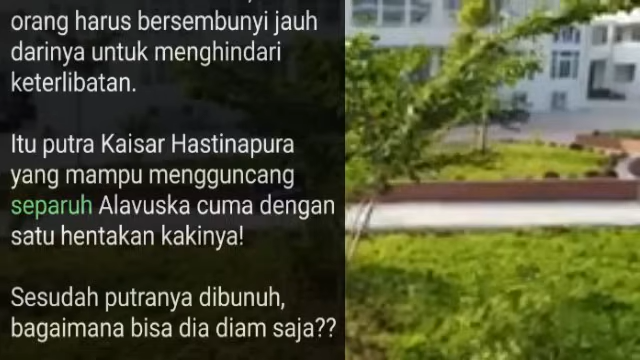 orang harus bersembunyi jauh
darinya untuk menghindari
keterlibatan.
Itu putra Kaisar Hastinapura
yang mampu mengguncang
separuh Alavuska cuma dengan
satu hentakan kakinya!
Sesudah putranya dibunuh,
bagaimana bisa dia diam saja??